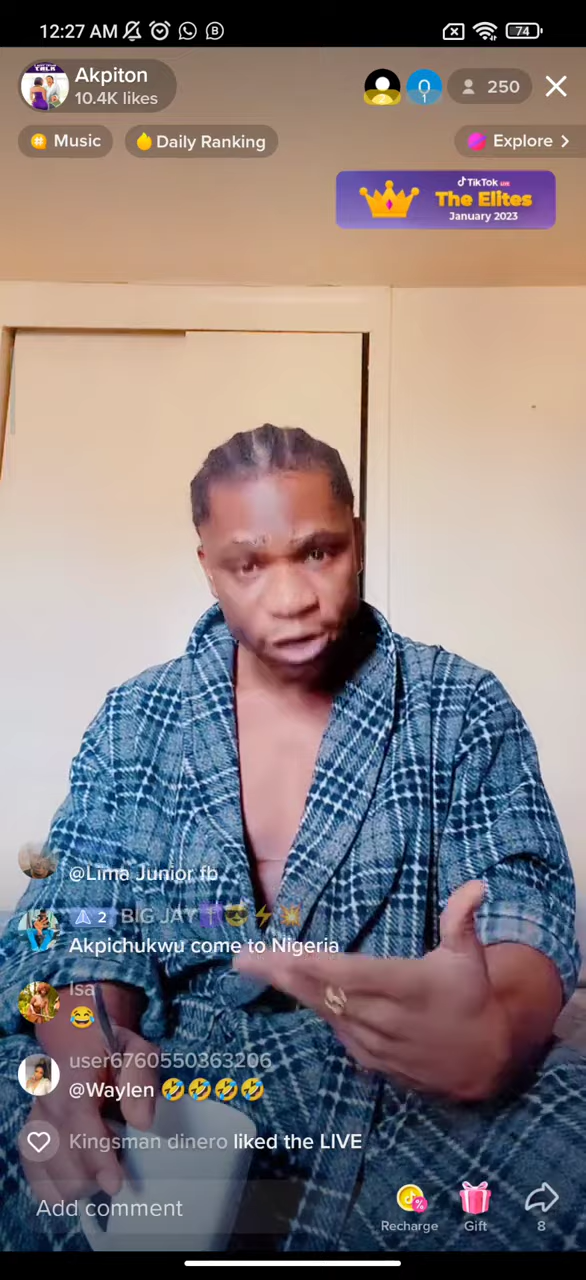 12:27 AM
74
TALK
Akpiton
10.4K likes
1
250
Music
Daily Ranking
Explore
TikTok LIVE
The Elites
January 2023
@Lima Junior fb
2 BIG JAY✝️😎⚡💥
Akpichukwu come to Nigeria
Isa
😂
user6760550363206
@Waylen 🤣🤣🤣🤣
Kingsman dinero liked the LIVE
Add comment
Recharge
Gift
8